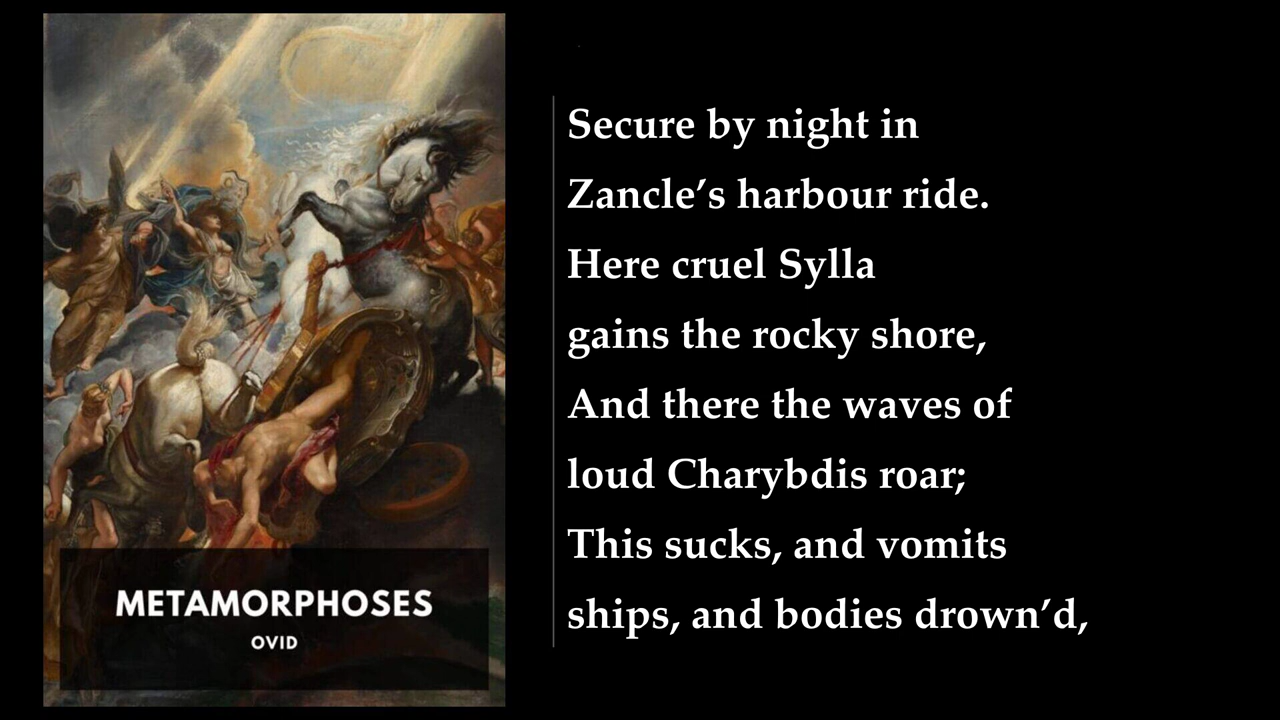 METAMORPHOSES
OVID
Secure by night in
Zancle’s harbour ride.
Here cruel Sylla
gains the rocky shore,
And there the waves of
loud Charybdis roar;
This sucks, and vomits
ships, and bodies drown’d,